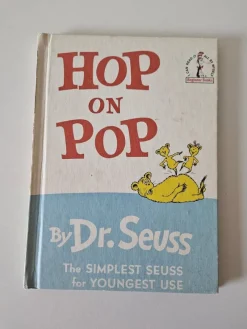 HOP
ON
POP
By Dr. Seuss
The SIMPLEST SEUSS
for YOUNGEST USE